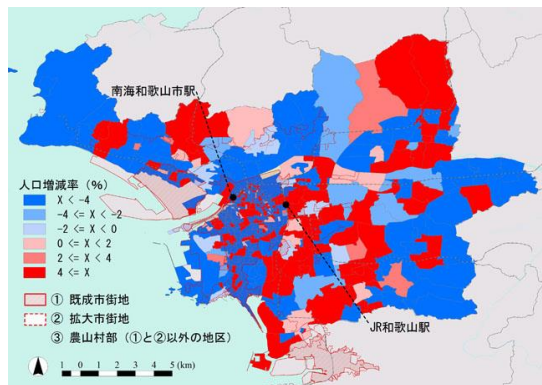 南海和歌山市駅
人口増減率（%）
X < -4
-4 <= X < -2
-2 <= X < 0
0 <= X < 2
2 <= X < 4
4 <= X
① 既成市街地
② 拡大市街地
③ 農山村部（①と②以外の地区）
JR和歌山駅
1 0 1 2 3 4 5 (km)